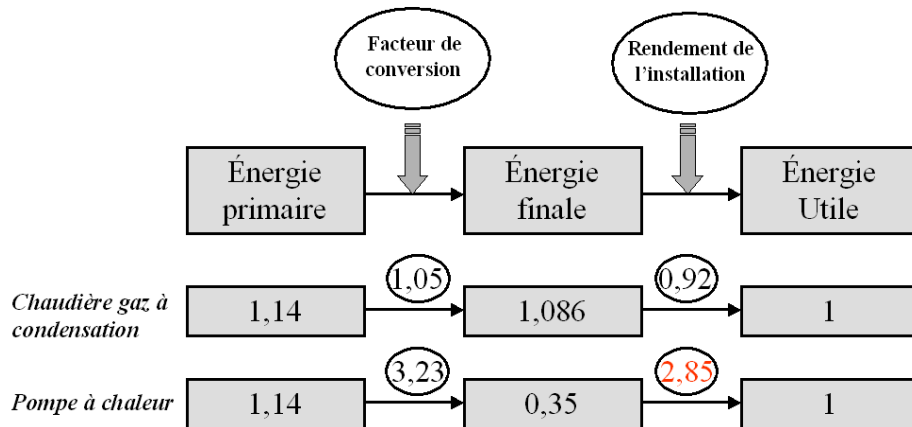 Facteur de
conversion
Rendement de
l'installation
Énergie
primaire
Énergie
finale
Énergie
Utile
Chaudière gaz à
condensation
1,14
1,05
1,086
0,92
1
Pompe à chaleur
1,14
3,23
0,35
2,85
1